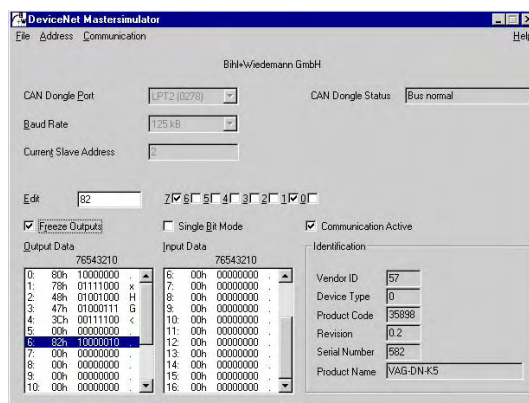 DeviceNet Mastersimulator
File Address Communication Help
Bihl+Wiedemann GmbH
CAN Dongle Port LPT2 (0278) CAN Dongle Status Bus normal
Baud Rate 125 kB
Current Slave Address 2
Edit 82 7 6 5 4 3 2 1 0
Freeze Outputs Single Bit Mode Communication Active
Output Data Input Data Identification
76543210 76543210
0: 80h 10000000 .
1: 78h 01111000 x
2: 48h 01001000 H
3: 47h 01000111 G
4: 3Ch 00111100 <
5: 00h 00000000 .
6: 82h 10000010 .
7: 00h 00000000 .
8: 00h 00000000 .
9: 00h 00000000 .
10: 00h 00000000 .
6: 00h 00000000 .
7: 00h 00000000 .
8: 00h 00000000 .
9: 00h 00000000 .
10: 00h 00000000 .
11: 00h 00000000 .
12: 00h 00000000 .
13: 00h 00000000 .
14: 00h 00000000 .
15: 00h 00000000 .
16: 00h 00000000 .
Vendor ID 57
Device Type 0
Product Code 35898
Revision 0.2
Serial Number 582
Product Name VAG-DN-K5